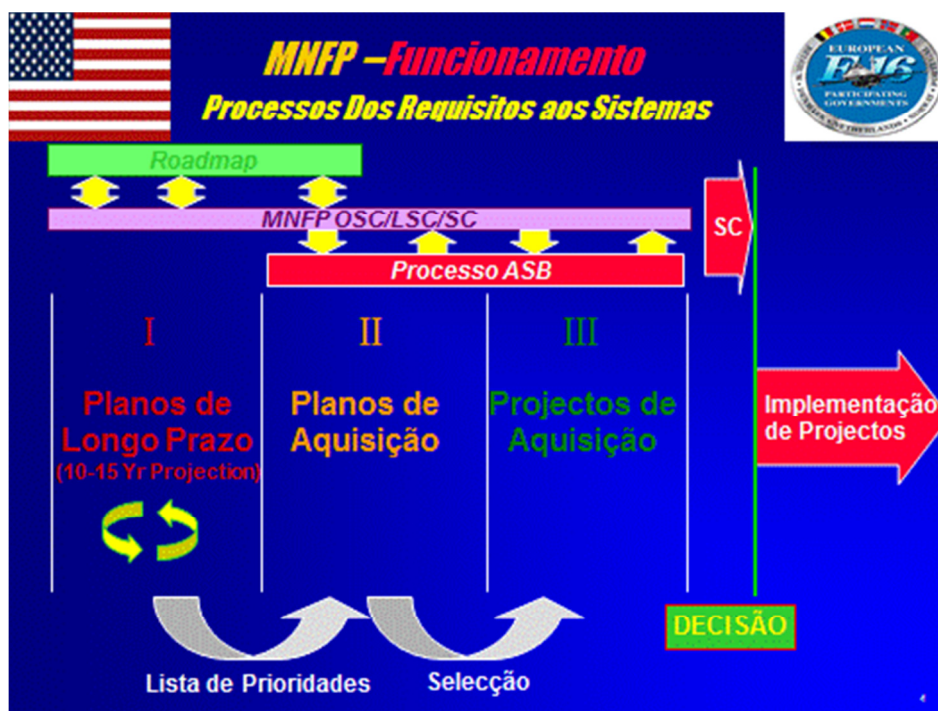 MNFP –Funcionamento
Processos Dos Requisitos aos Sistemas
EUROPEAN
F-16
PARTICIPATING
GOVERNMENTS
Roadmap
MNFP OSC/LSC/SC
SC
Processo ASB
I
II
III
Planos de
Longo Prazo
(10-15 Yr Projection)
Planos de
Aquisição
Projectos de
Aquisição
Implementação
de Projectos
DECISÃO
Lista de Prioridades
Selecção